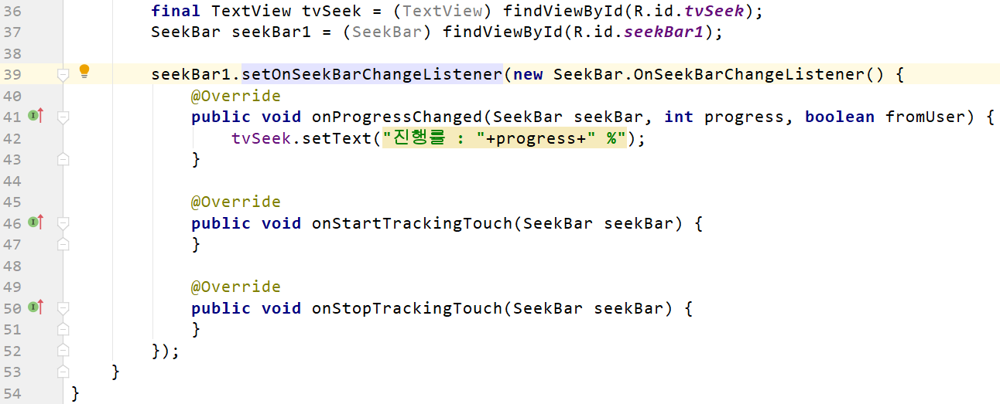 36 final TextView tvSeek = (TextView) findViewById(R.id.tvSeek);
37 SeekBar seekBar1 = (SeekBar) findViewById(R.id.seekBar1);
38
39 seekBar1.setOnSeekBarChangeListener(new SeekBar.OnSeekBarChangeListener() {
40 @Override
41 public void onProgressChanged(SeekBar seekBar, int progress, boolean fromUser) {
42 tvSeek.setText("진행률 : "+progress+" %");
43 }
44
45 @Override
46 public void onStartTrackingTouch(SeekBar seekBar) {
47 }
48
49 @Override
50 public void onStopTrackingTouch(SeekBar seekBar) {
51 }
52 });
53 }
54 }